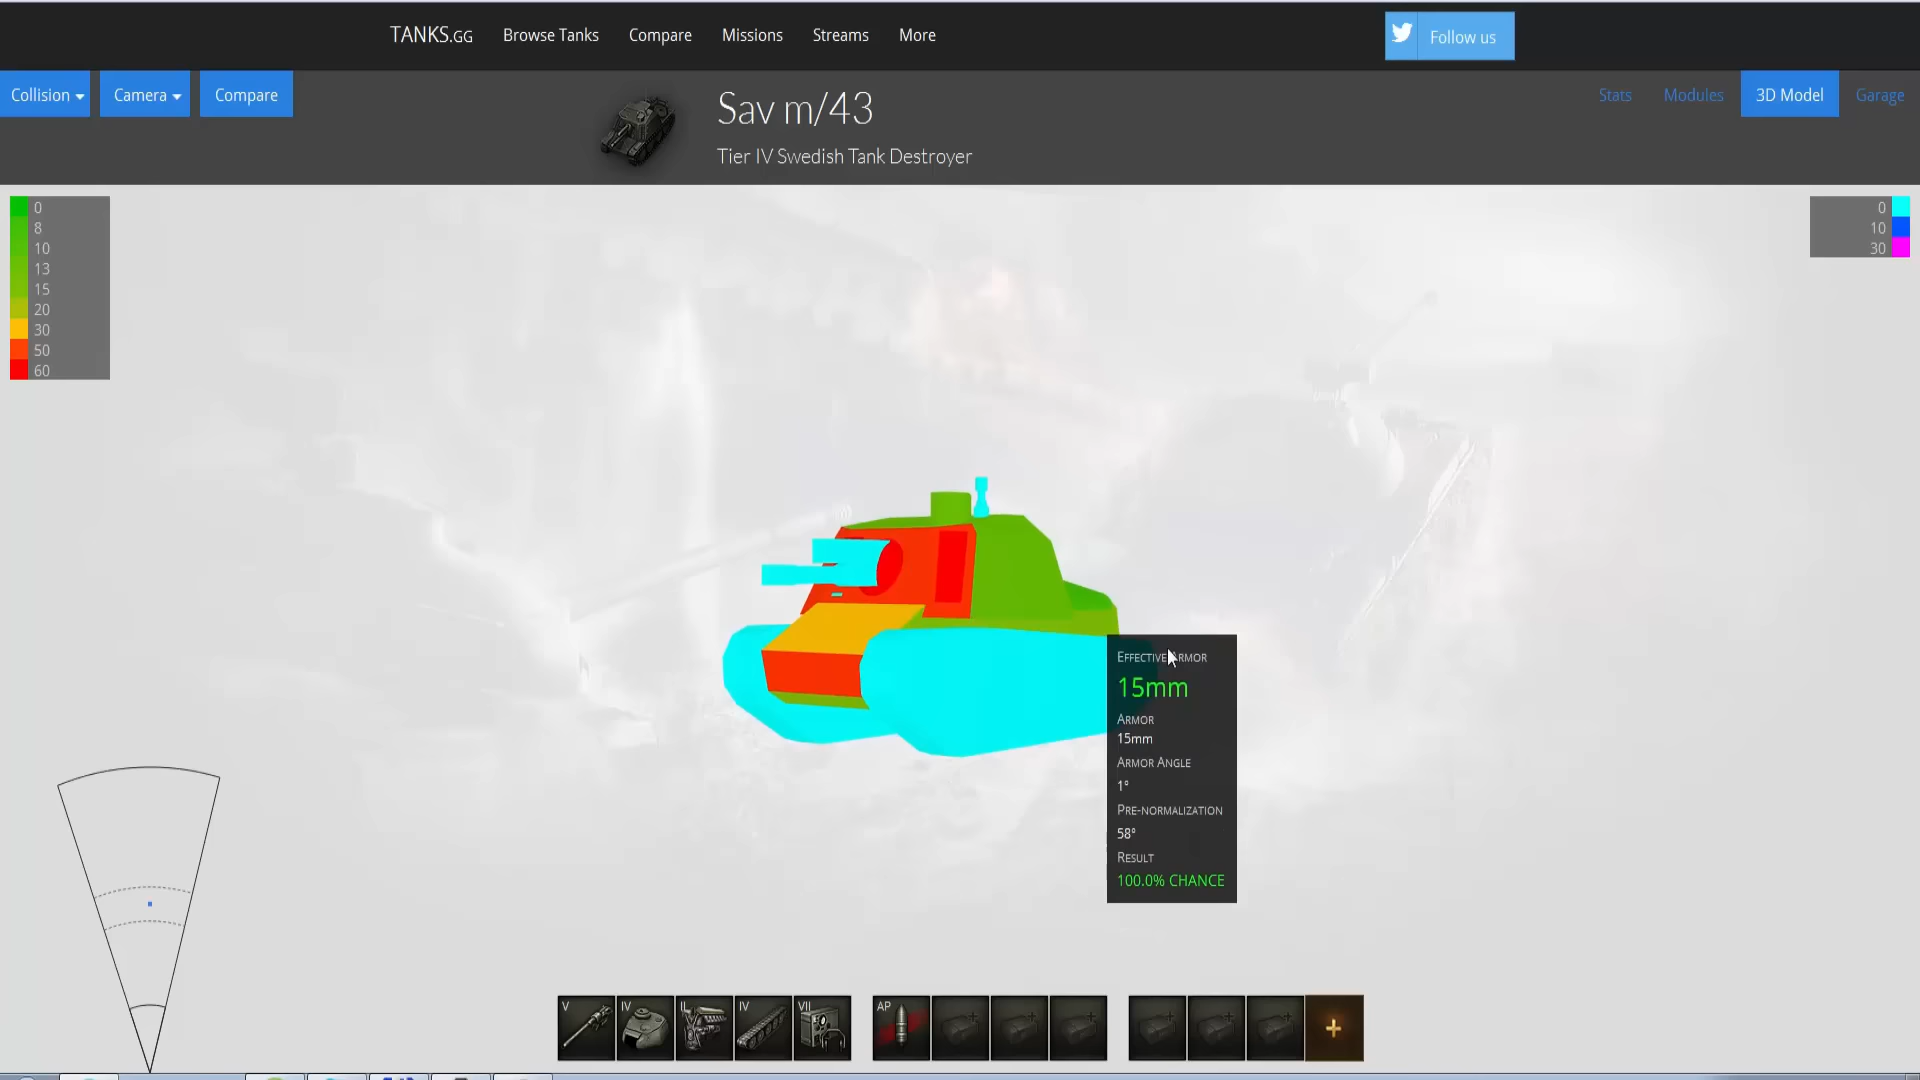 TANKS.GG
Browse Tanks
Compare
Missions
Streams
More
Follow us
Collision
Camera
Compare
Sav m/43
Tier IV Swedish Tank Destroyer
Stats
Modules
3D Model
Garage
0
8
10
13
15
20
30
50
60
0
10
30
EFFECTIVE ARMOR
15mm
ARMOR
15mm
ARMOR ANGLE
1°
PRE-NORMALIZATION
58°
RESULT
100.0% CHANCE
V
IV
II
IV
VII
AP